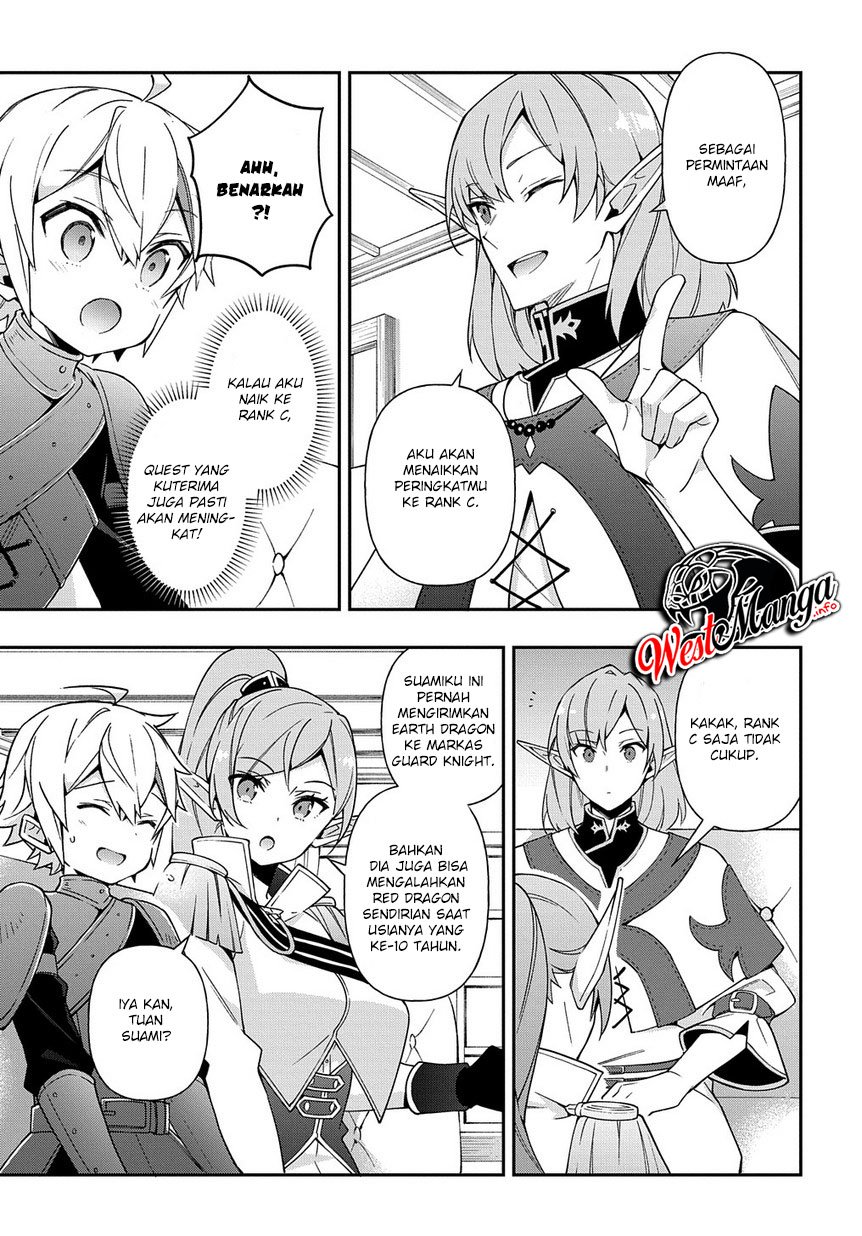 SEBAGAI
PERMINTAAN
MAAF,
AKU AKAN
MENAIKKAN
PERINGKATMU
KE RANK C.
AHH,
BENARKAH
?!
KALAU AKU
NAIK KE
RANK C,
QUEST YANG
KUTERIMA
JUGA PASTI
AKAN MENING-
KAT!
WestManga
.info
KAKAK, RANK
C SAJA TIDAK
CUKUP.
SUAMIKU INI
PERNAH
MENGIRIMKAN
EARTH DRAGON
KE MARKAS
GUARD KNIGHT.
BAHKAN
DIA JUGA BISA
MENGALAHKAN
RED DRAGON
SENDIRIAN SAAT
USIANYA YANG
KE-10 TAHUN.
IYA KAN,
TUAN
SUAMI?